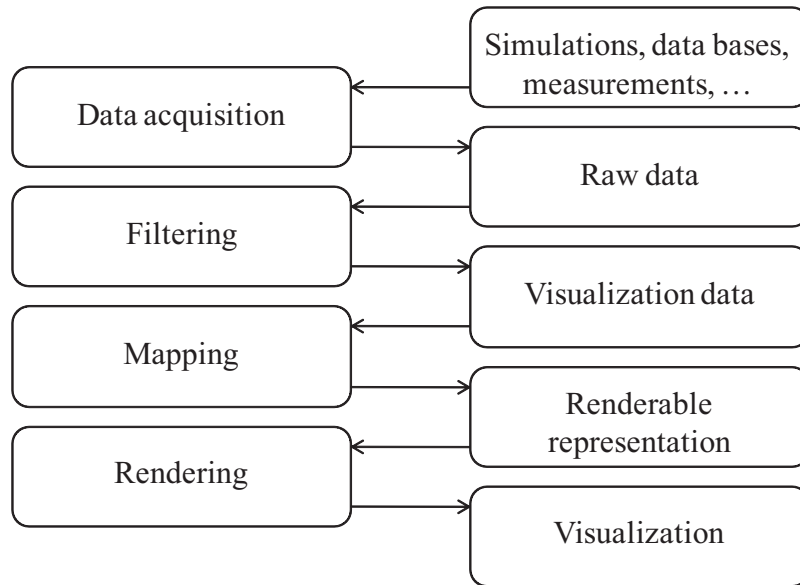 Simulations, data bases,
measurements, …
Data acquisition
Raw data
Filtering
Visualization data
Mapping
Renderable
representation
Rendering
Visualization